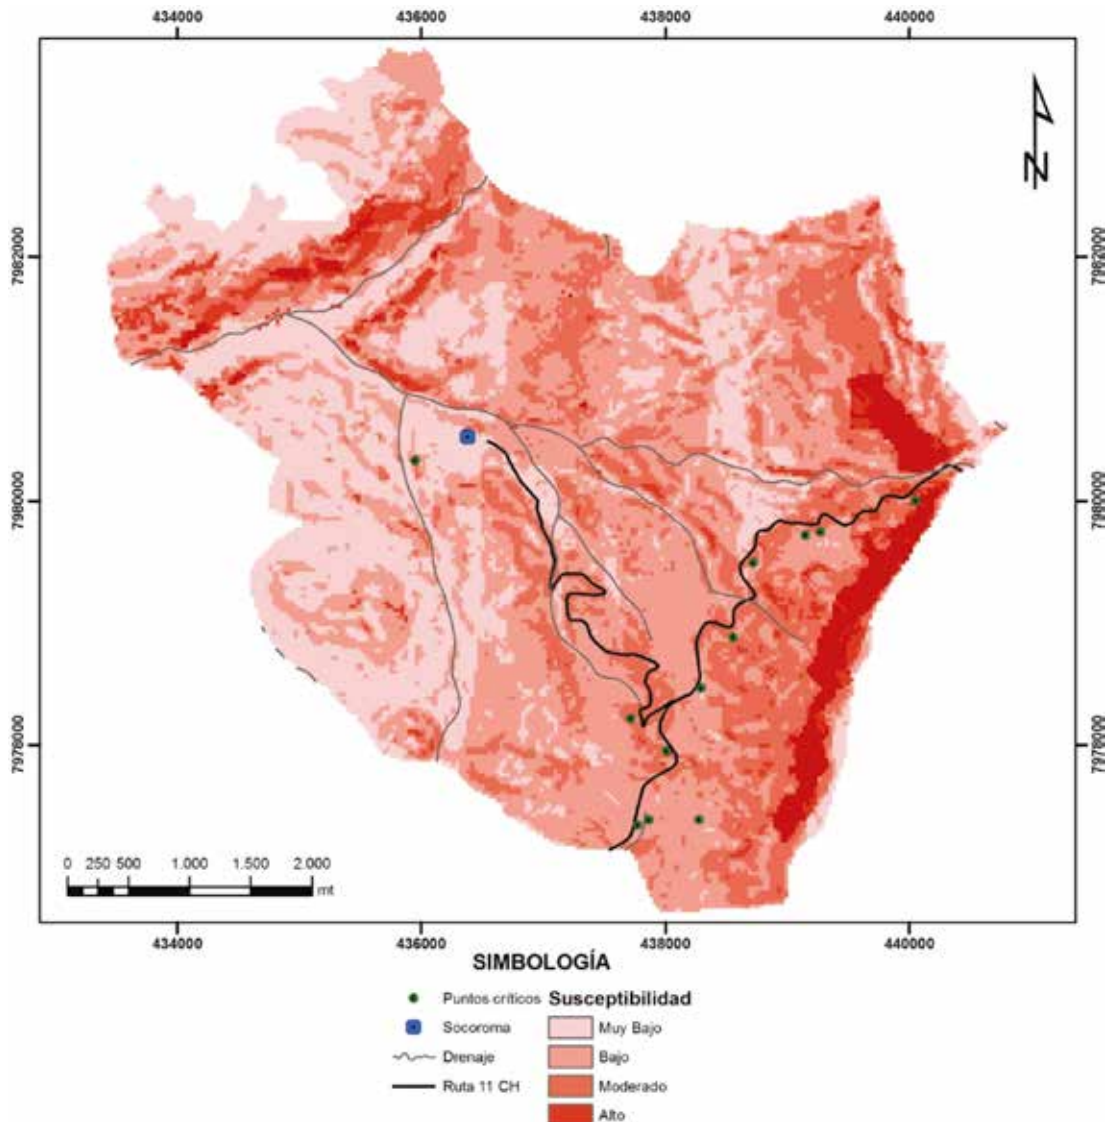 434000 436000 438000 440000
N
7982000 7982000
7980000 7980000
7978000 7978000
0 250 500 1.000 1.500 2.000
mt
434000 436000 438000 440000
SIMBOLOGÍA
Puntos críticos
Socoroma
Drenaje
Ruta 11 CH
Susceptibilidad
Muy Bajo
Bajo
Moderado
Alto